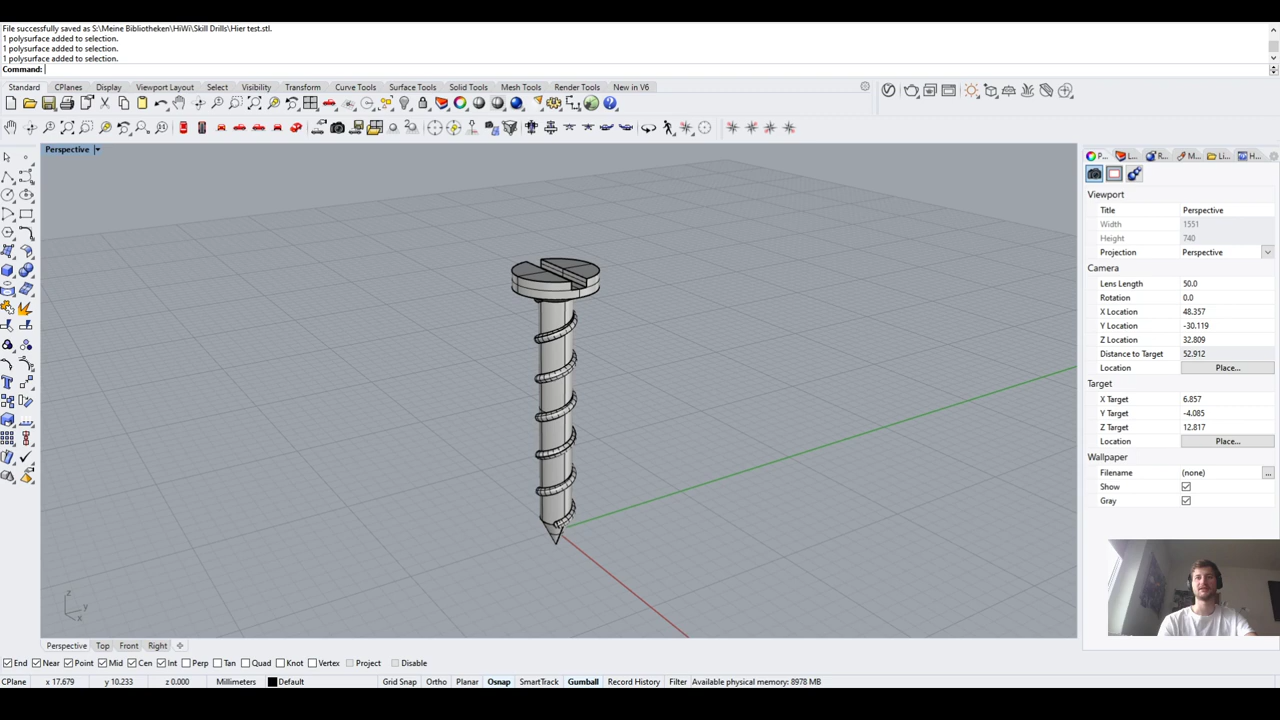 File successfully saved as S:\Meine Bibliotheken\HiWi\Skill Drills\Hier test.stl.
1 polysurface added to selection.
1 polysurface added to selection.
1 polysurface added to selection.
Command:
Standard CPlanes Display Viewport Layout Select Visibility Transform Curve Tools Surface Tools Solid Tools Mesh Tools Render Tools New in V6
Perspective
P... L... R... M... Li... H...
Viewport
Title Perspective
Width 1551
Height 740
Projection Perspective
Camera
Lens Length 50.0
Rotation 0.0
X Location 48.357
Y Location -30.119
Z Location 32.809
Distance to Target 52.912
Location Place...
Target
X Target 6.857
Y Target -4.085
Z Target 12.817
Location Place...
Wallpaper
Filename (none) ...
Show
Gray
z
y
x
Perspective Top Front Right
End Near Point Mid Cen Int Perp Tan Quad Knot Vertex Project Disable
CPlane x 17.679 y 10.233 z 0.000 Millimeters Default Grid Snap Ortho Planar Osnap SmartTrack Gumball Record History Filter Available physical memory: 8978 MB